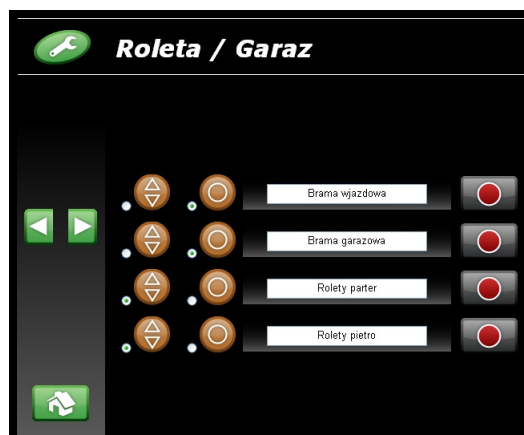 Roleta / Garaz
Brama wjazdowa
Brama garazowa
Rolety parter
Rolety pietro